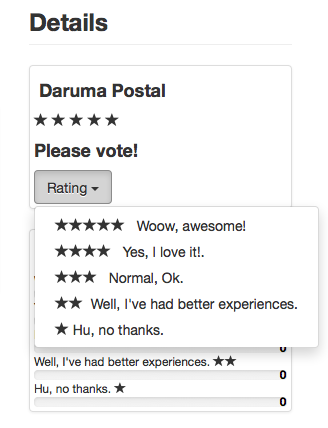 Details
Daruma Postal
★★★★★
Please vote!
Rating
★★★★★ Woow, awesome!
★★★★ Yes, I love it!.
★★★ Normal, Ok.
★★ Well, I've had better experiences.
★ Hu, no thanks.
0
Well, I've had better experiences. ★★
0
Hu, no thanks. ★
0